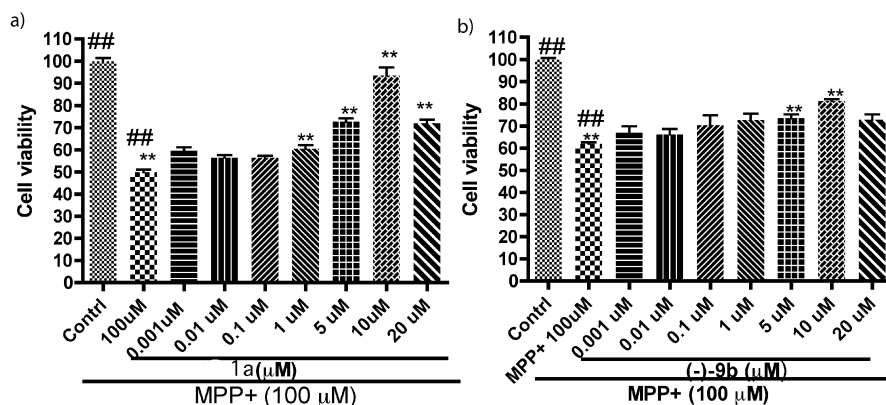 a)
Cell viability
110
100
90
80
70
60
50
40
30
20
10
0
##
##
**
**
**
**
**
Contrl
100uM
0.001uM
0.01 uM
0.1 uM
1 uM
5 uM
10uM
20 uM
1a(μM)
MPP+ (100 μM)
b)
Cell viability
110
100
90
80
70
60
50
40
30
20
10
0
##
##
**
**
**
Contrl
MPP+ 100uM
0.001 uM
0.01 uM
0.1 uM
1 uM
5 uM
10 uM
20 uM
(-)-9b (μM)
MPP+ (100 μM)